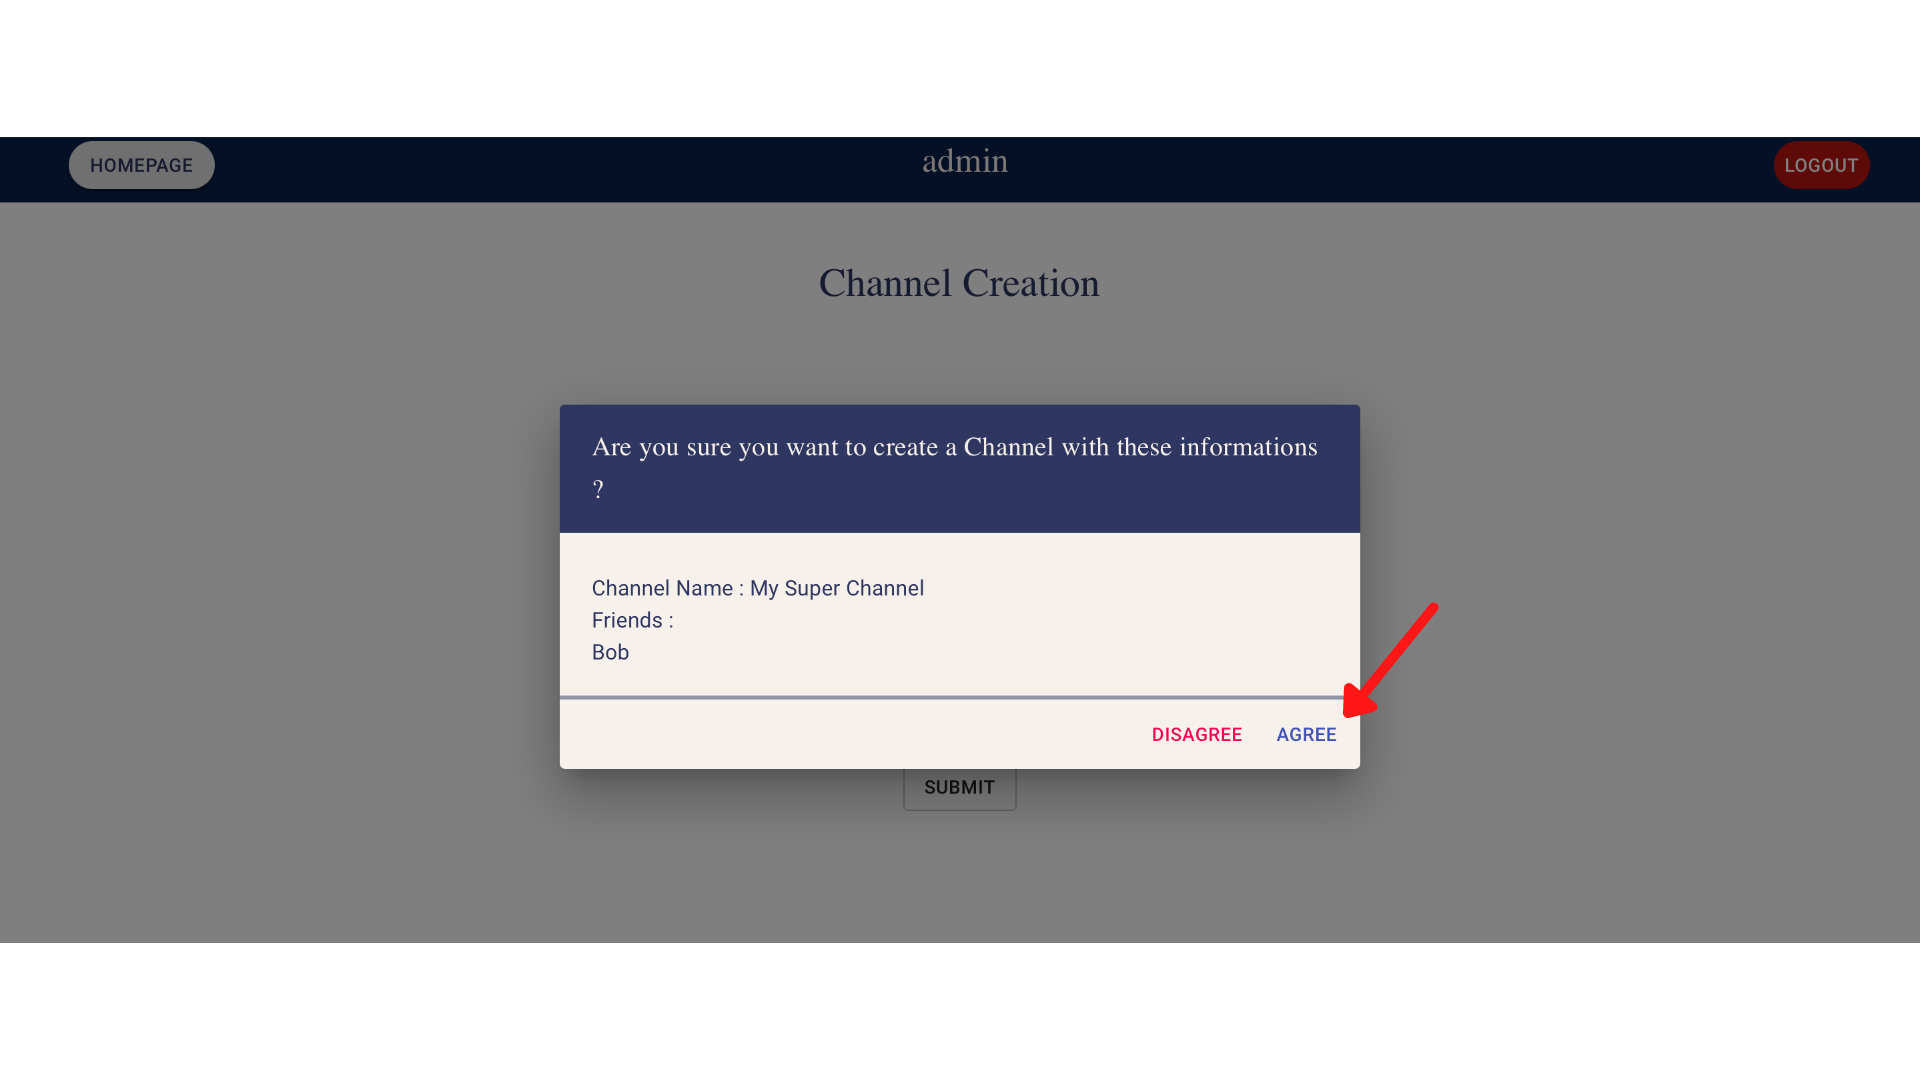 HOMEPAGE
admin
LOGOUT
Channel Creation
Are you sure you want to create a Channel with these informations
?
Channel Name : My Super Channel
Friends :
Bob
DISAGREE
AGREE
SUBMIT